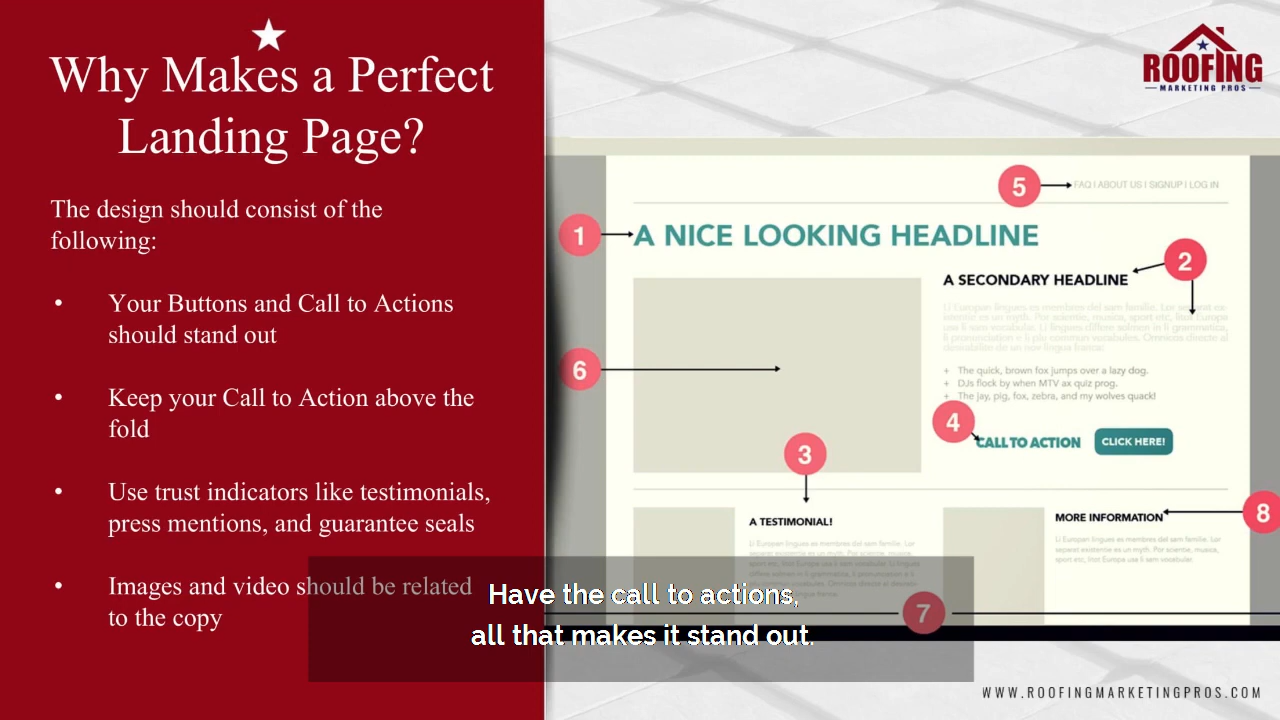 Why Makes a Perfect
Landing Page?
The design should consist of the
following:
• Your Buttons and Call to Actions
should stand out
• Keep your Call to Action above the
fold
• Use trust indicators like testimonials,
press mentions, and guarantee seals
• Images and video should be related
to the copy
ROOFING
MARKETING PROS
5
FAQ | ABOUT US | SIGNUP | LOG IN
1
A NICE LOOKING HEADLINE
2
A SECONDARY HEADLINE
6
+ The quick, brown fox jumps over a lazy dog.
+ DJs flock by when MTV ax quiz prog.
+ The jay, pig, fox, zebra, and my wolves quack!
4
CALL TO ACTION
CLICK HERE!
3
A TESTIMONIAL!
MORE INFORMATION
8
7
Have the call to actions,
all that makes it stand out.
WWW.ROOFINGMARKETINGPROS.COM